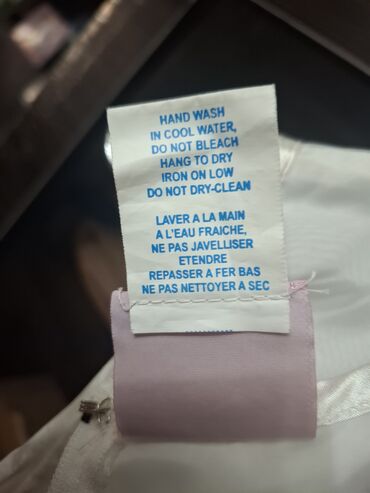 HAND WASH
IN COOL WATER,
DO NOT BLEACH
HANG TO DRY
IRON ON LOW
DO NOT DRY-CLEAN
LAVER A LA MAIN
A L'EAU FRAICHE,
NE PAS JAVELLISER
ETENDRE
REPASSER A FER BAS
NE PAS NETTOYER A SEC